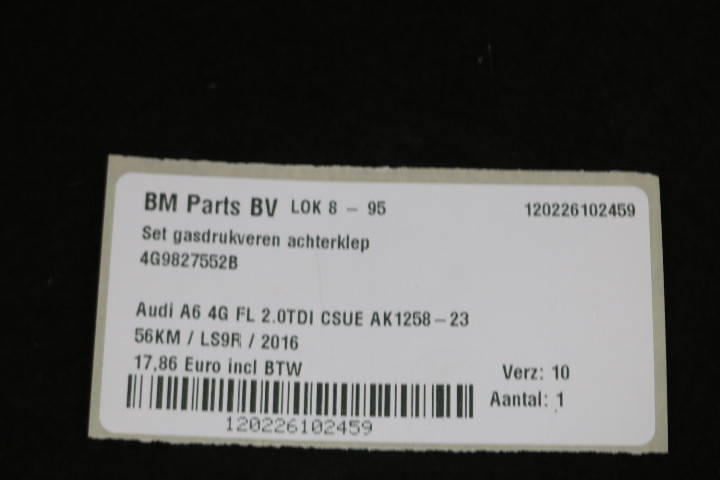 BM Parts BV LOK 8 - 95 120226102459
Set gasdrukveren achterklep
4G9827552B
Audi A6 4G FL 2.0TDI CSUE AK1258-23
56KM / LS9R / 2016
17,86 Euro incl BTW
Verz: 10
Aantal: 1
120226102459